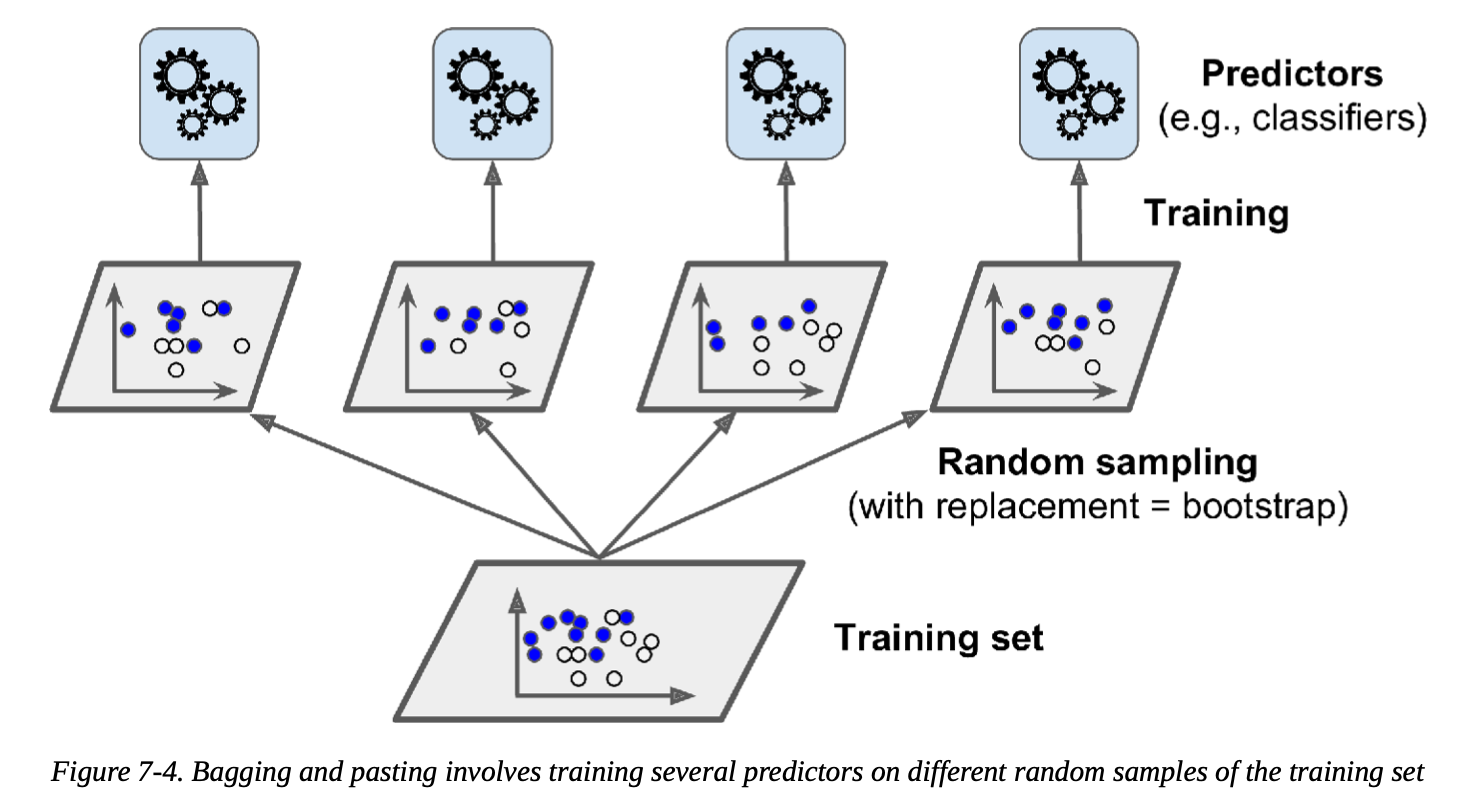 Predictors
(e.g., classifiers)
Training
Random sampling
(with replacement = bootstrap)
Training set
Figure 7-4. Bagging and pasting involves training several predictors on different random samples of the training set